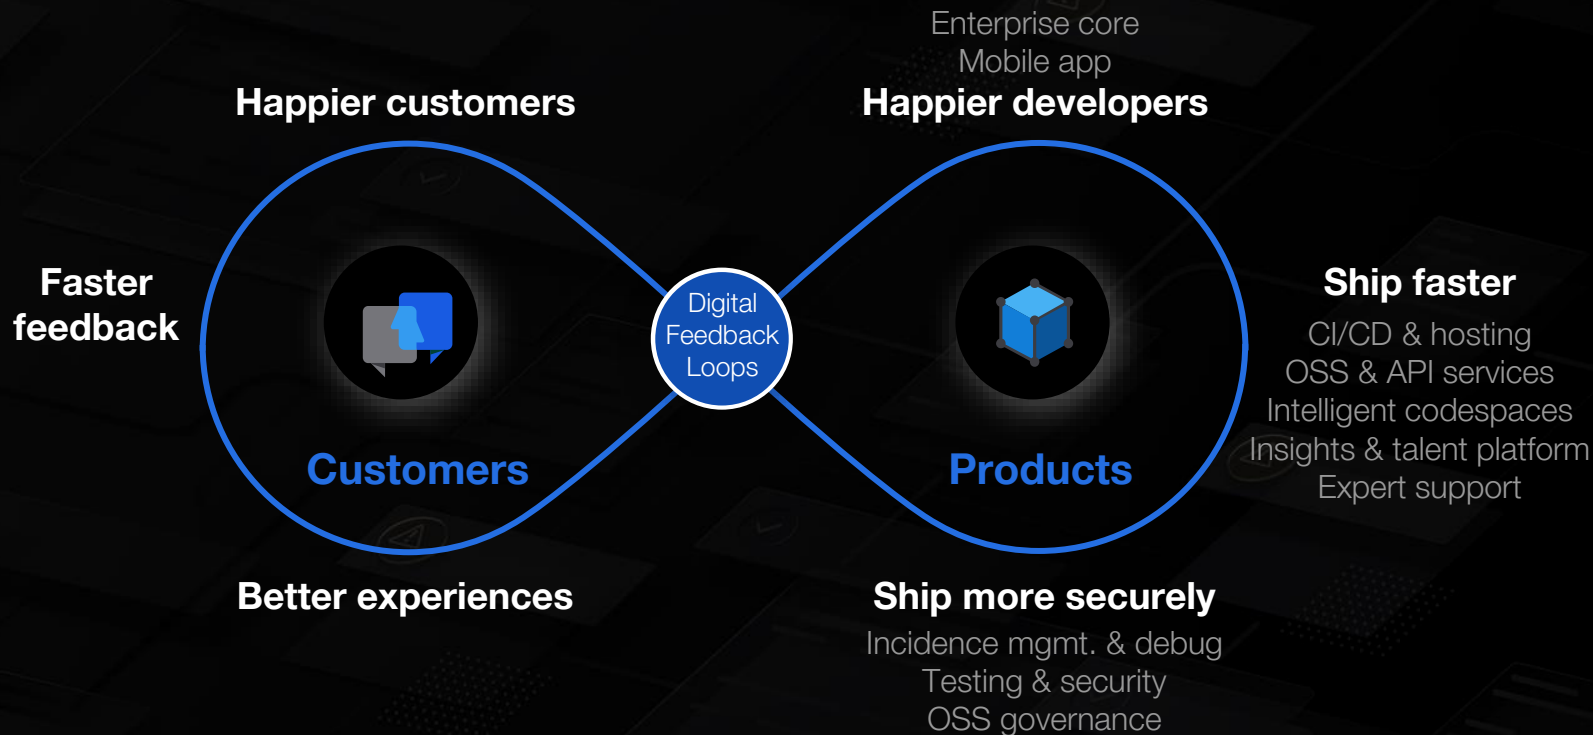 Enterprise core
Mobile app
Happier customers
Happier developers
Faster
feedback
Digital
Feedback
Loops
Ship faster
CI/CD & hosting
OSS & API services
Intelligent codespaces
Insights & talent platform
Expert support
Customers
Products
Better experiences
Ship more securely
Incidence mgmt. & debug
Testing & security
OSS governance